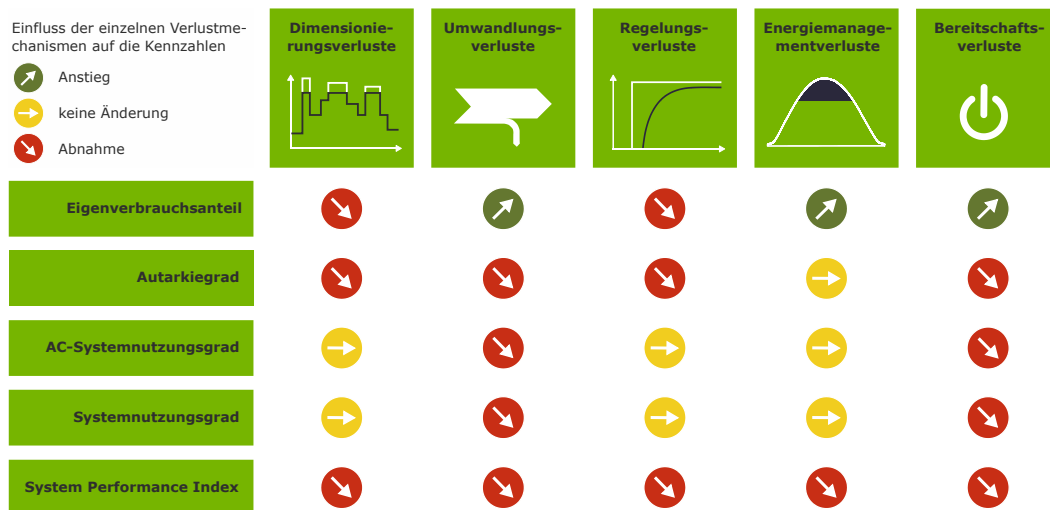 Einfluss der einzelnen Verlustme-
chanismen auf die Kennzahlen
Anstieg
keine Änderung
Abnahme
Dimensionie-
rungsverluste
Umwandlungs-
verluste
Regelungs-
verluste
Energiemanage-
mentverluste
Bereitschafts-
verluste
Eigenverbrauchsanteil
Autarkiegrad
AC-Systemnutzungsgrad
Systemnutzungsgrad
System Performance Index